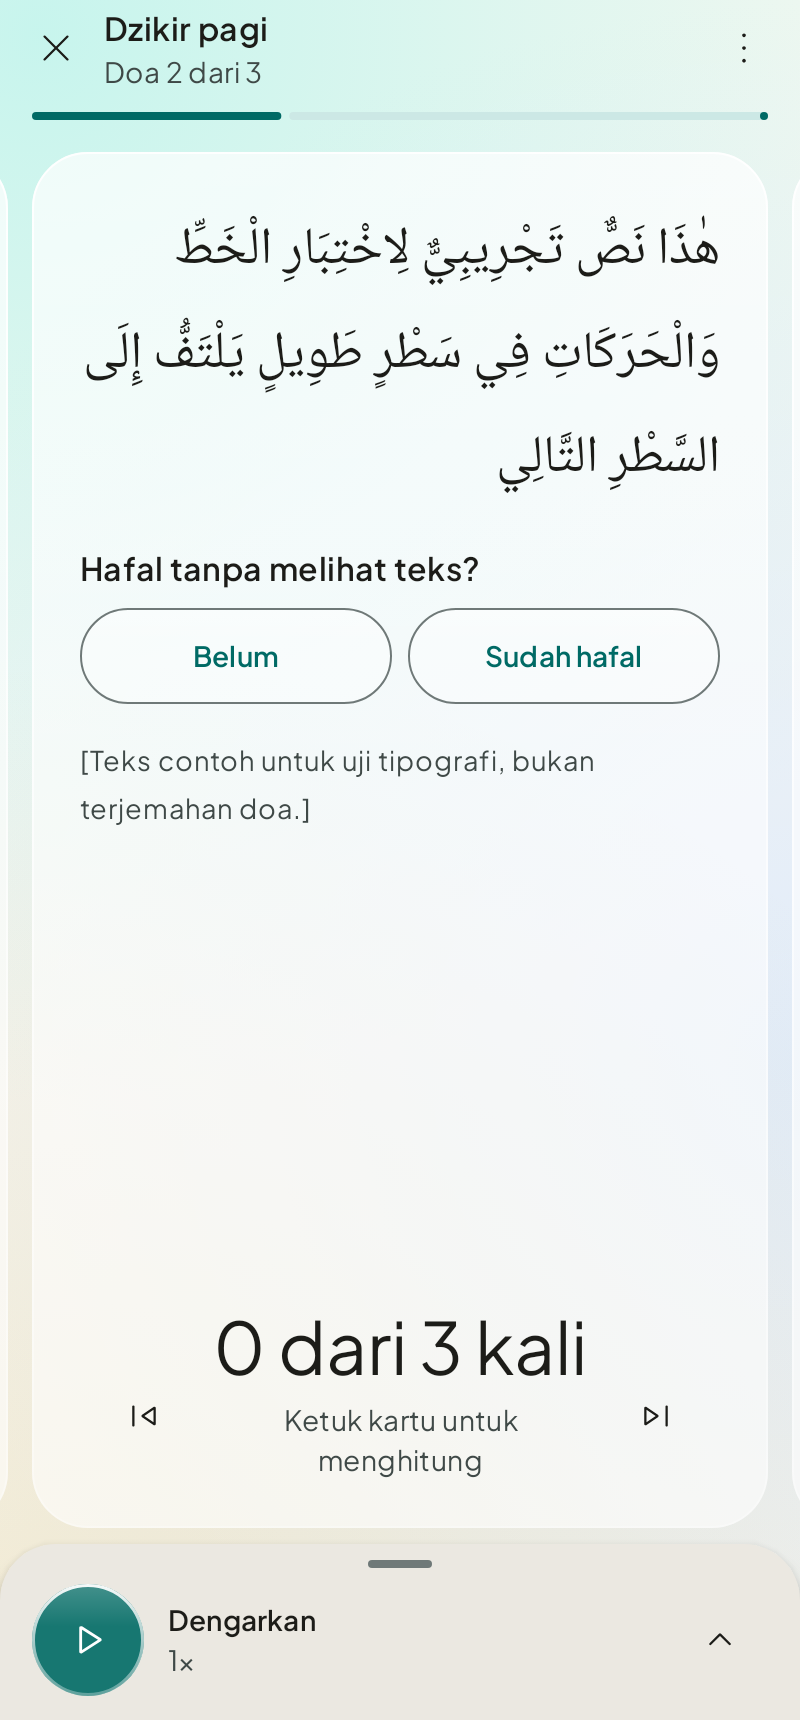 Dzikir pagi
Doa 2 dari 3
هٰذَا نَصٌّ تَجْرِيبِيٌّ لِاخْتِبَارِ الْخَطِّ
وَالْحَرَكَاتِ فِي سَطْرٍ طَوِيلٍ يَلْتَفُّ إِلَى
السَّطْرِ التَّالِي
Hafal tanpa melihat teks?
Belum
Sudah hafal
[Teks contoh untuk uji tipografi, bukan
terjemahan doa.]
0 dari 3 kali
Ketuk kartu untuk
menghitung
Dengarkan
1×